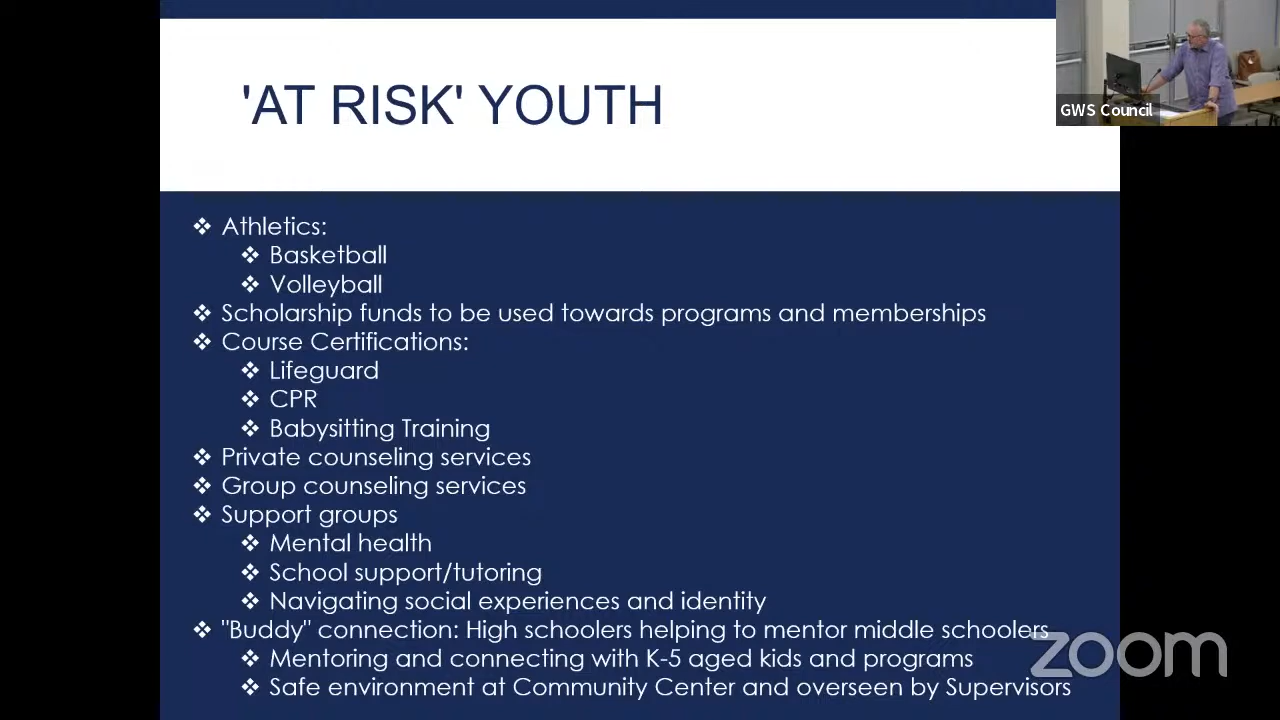 'AT RISK' YOUTH
GWS Council
❖ Athletics:
❖ Basketball
❖ Volleyball
❖ Scholarship funds to be used towards programs and memberships
❖ Course Certifications:
❖ Lifeguard
❖ CPR
❖ Babysitting Training
❖ Private counseling services
❖ Group counseling services
❖ Support groups
❖ Mental health
❖ School support/tutoring
❖ Navigating social experiences and identity
❖ "Buddy" connection: High schoolers helping to mentor middle schoolers
❖ Mentoring and connecting with K-5 aged kids and programs
❖ Safe environment at Community Center and overseen by Supervisors
zoom